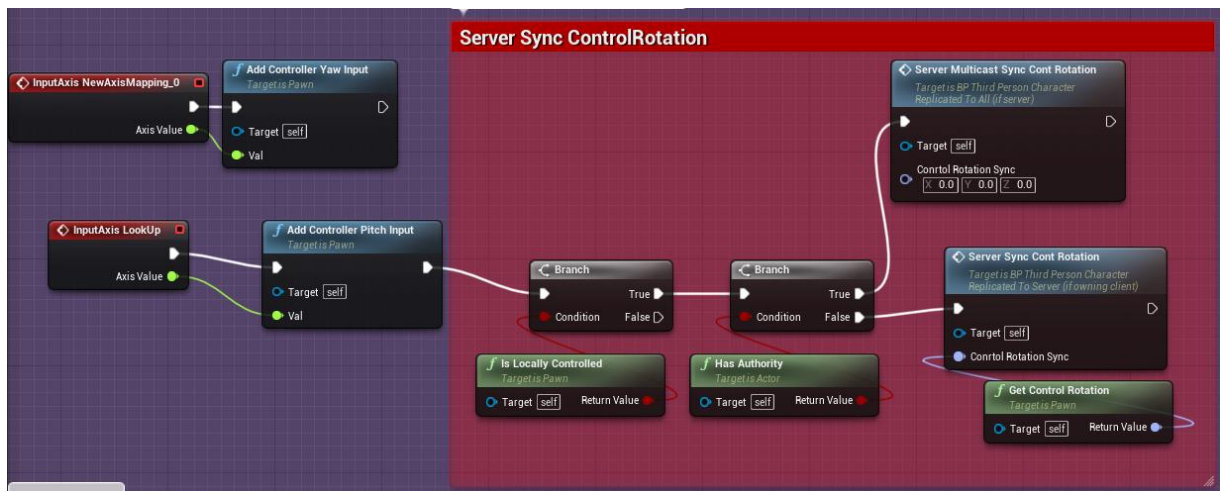 Server Sync ControlRotation
InputAxis NewAxisMapping_0
Axis Value
Add Controller Yaw Input
Target is Pawn
Target self
Val
InputAxis LookUp
Axis Value
Add Controller Pitch Input
Target is Pawn
Target self
Val
Branch
True
Condition False
Branch
True
Condition False
Is Locally Controlled
Target is Pawn
Target self Return Value
Has Authority
Target is Actor
Target self Return Value
Server Multicast Sync Cont Rotation
Target is BP Third Person Character
Replicated To All (if server)
Target self
Conrtol Rotation Sync
X 0.0 Y 0.0 Z 0.0
Server Sync Cont Rotation
Target is BP Third Person Character
Replicated To Server (if owning client)
Target self
Conrtol Rotation Sync
Get Control Rotation
Target is Pawn
Target self Return Value